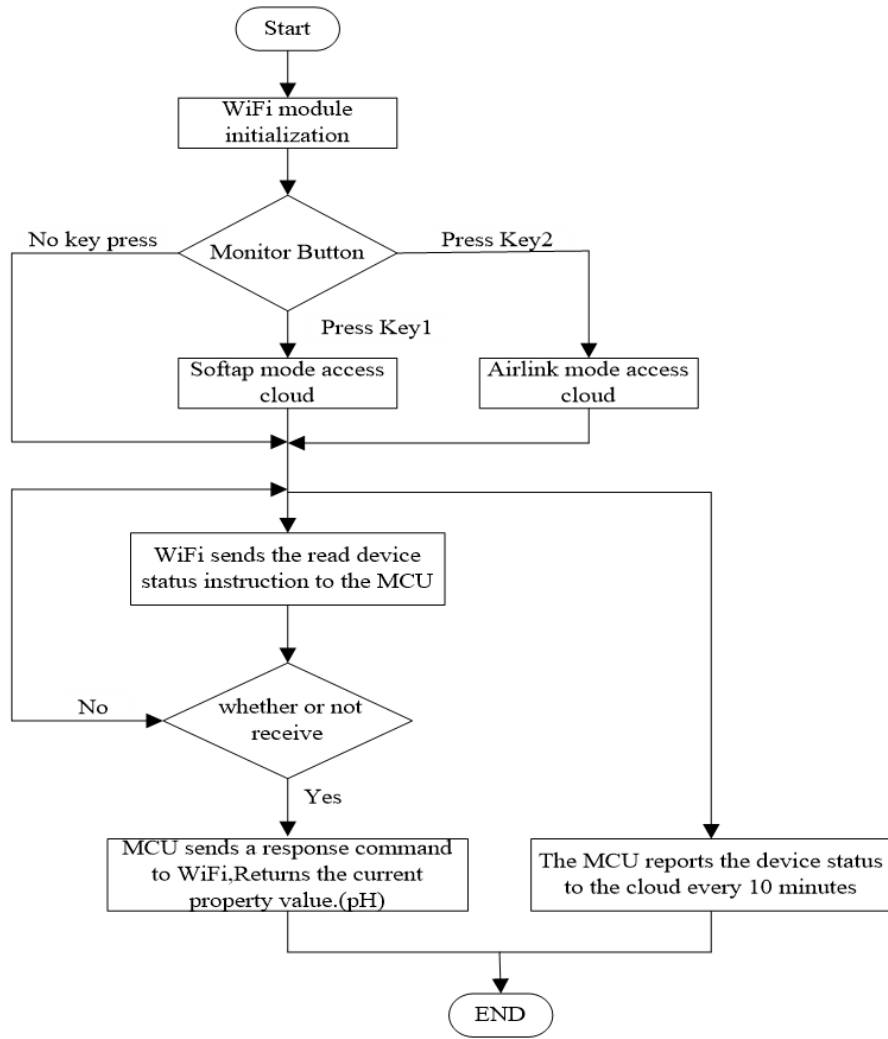 Start
WiFi module
initialization
No key press
Monitor Button
Press Key2
Press Key1
Softap mode access
cloud
Airlink mode access
cloud
WiFi sends the read device
status instruction to the MCU
No
whether or not
receive
Yes
MCU sends a response command
to WiFi,Returns the current
property value.(pH)
The MCU reports the device status
to the cloud every 10 minutes
END